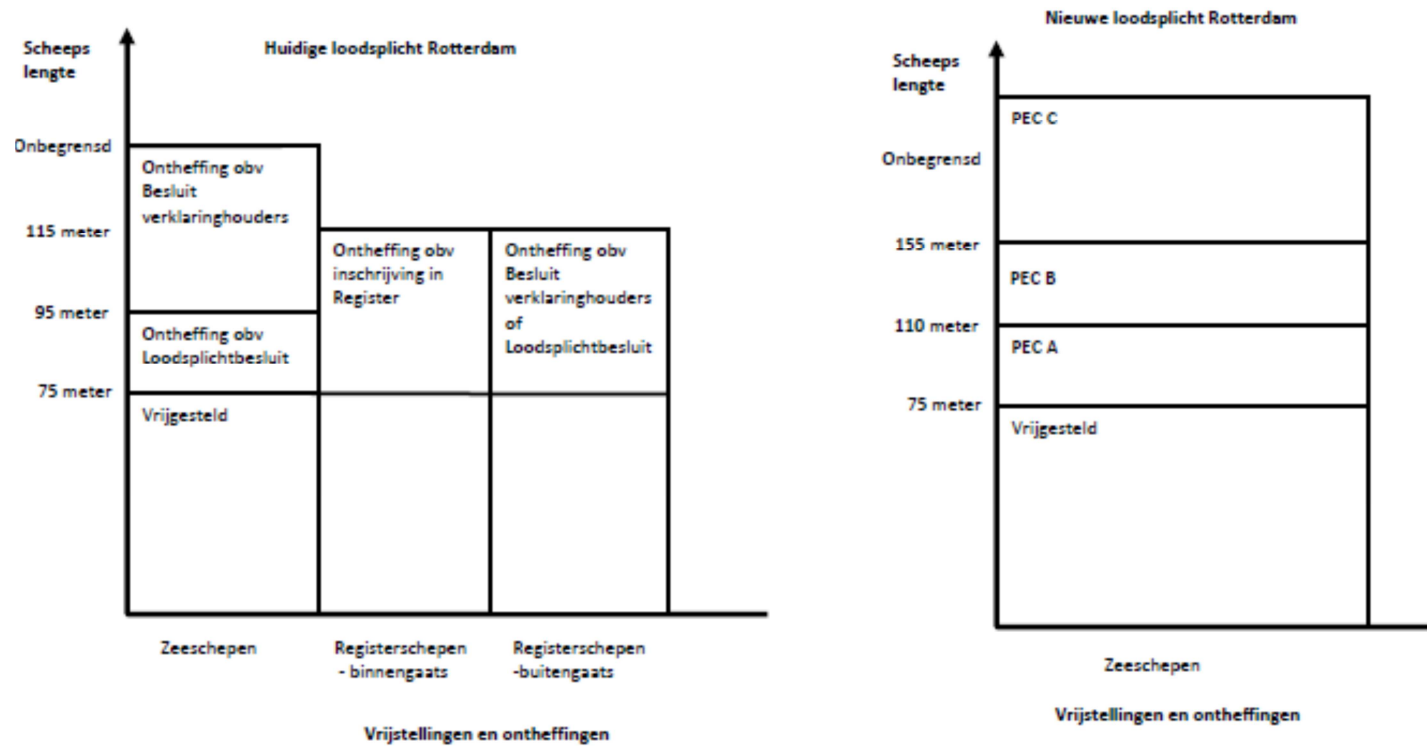 Huidige loodsplicht Rotterdam
Scheeps
lengte
Onbegrensd
115 meter
95 meter
75 meter
Ontheffing obv
Besluit
verklaringhouders
Ontheffing obv
Loodsplichtbesluit
Vrijgesteld
Ontheffing obv
inschrijving in
Register
Ontheffing obv
Besluit
verklaringhouders
of
Loodsplichtbesluit
Zeeschepen
Registerschepen
- binnengaats
Registerschepen
-buitengaats
Vrijstellingen en ontheffingen
Nieuwe loodsplicht Rotterdam
Scheeps
lengte
Onbegrensd
155 meter
110 meter
75 meter
PEC C
PEC B
PEC A
Vrijgesteld
Zeeschepen
Vrijstellingen en ontheffingen